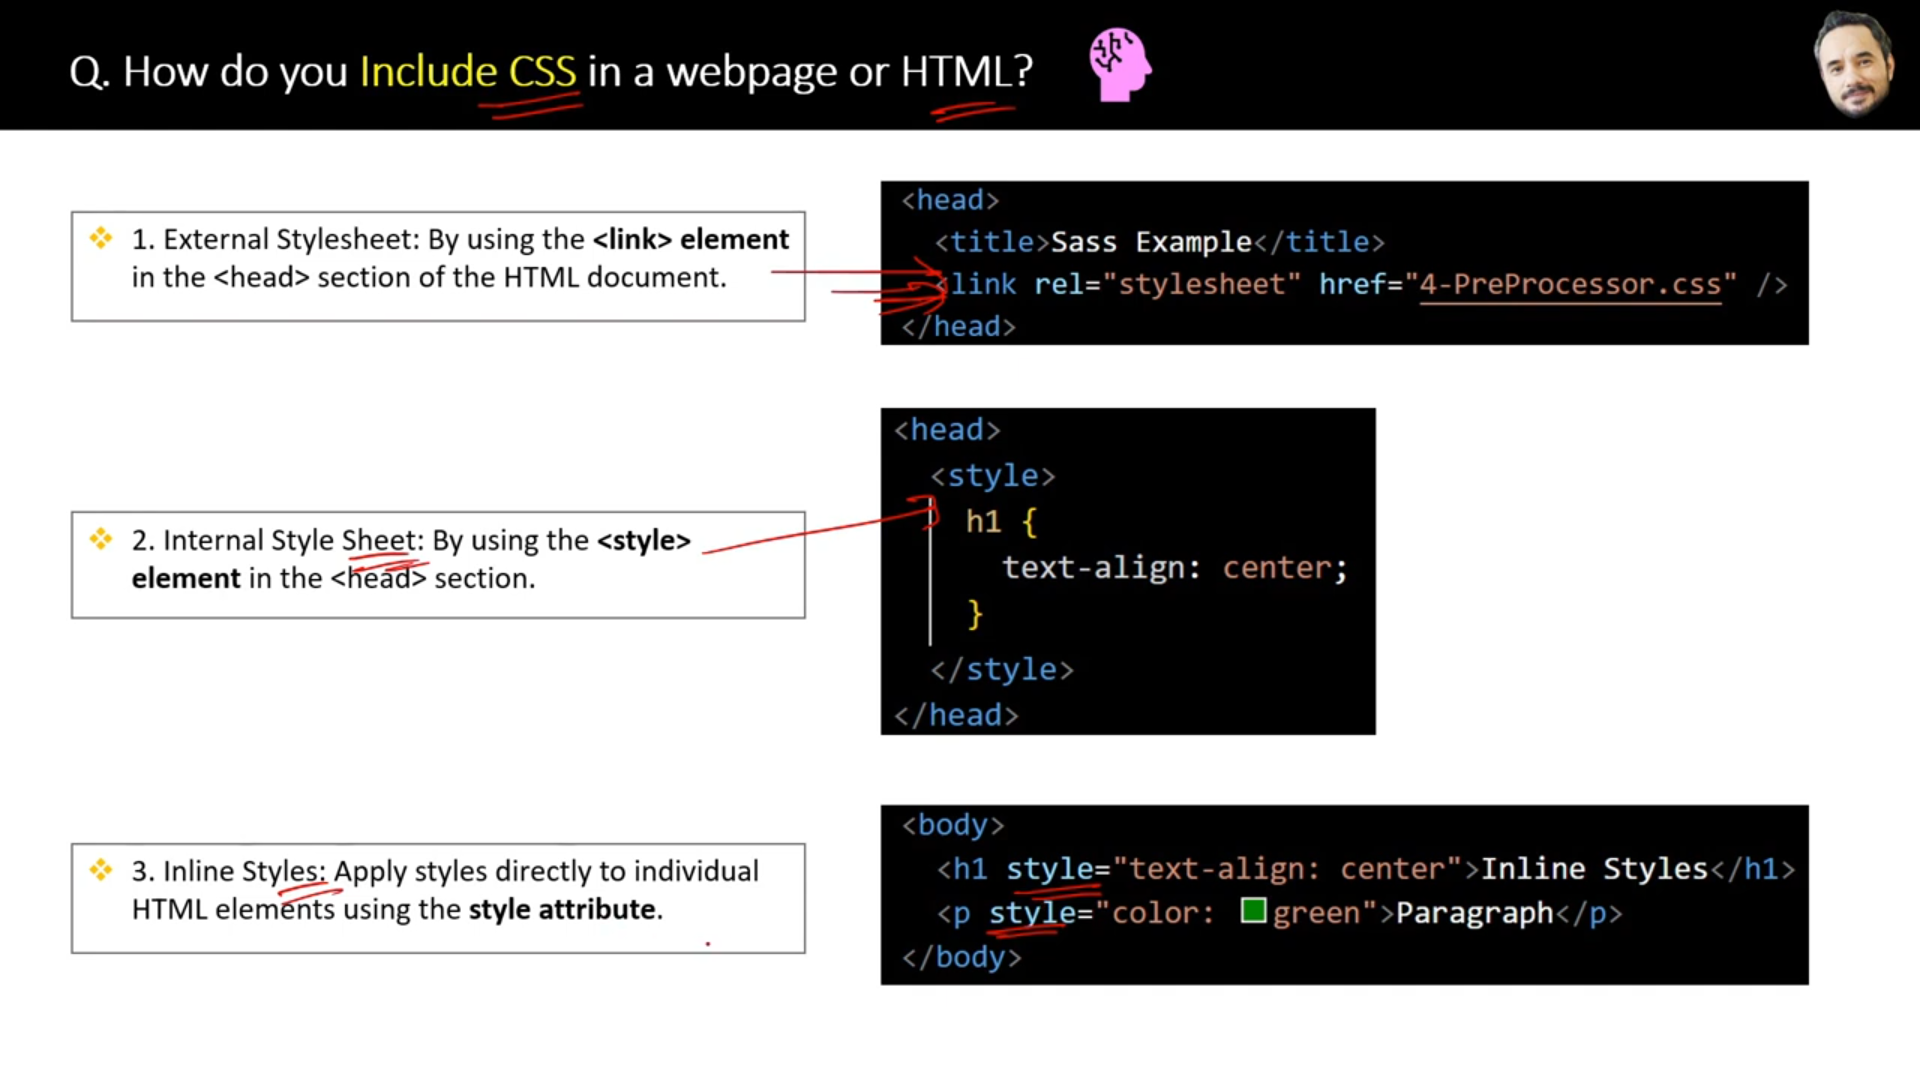 Q. How do you Include CSS in a webpage or HTML?
1. External Stylesheet: By using the <link> element
in the <head> section of the HTML document.
<head>
<title>Sass Example</title>
<link rel="stylesheet" href="4-PreProcessor.css" />
</head>
2. Internal Style Sheet: By using the <style>
element in the <head> section.
<head>
<style>
h1 {
text-align: center;
}
</style>
</head>
3. Inline Styles: Apply styles directly to individual
HTML elements using the style attribute.
<body>
<h1 style="text-align: center">Inline Styles</h1>
<p style="color: green">Paragraph</p>
</body>